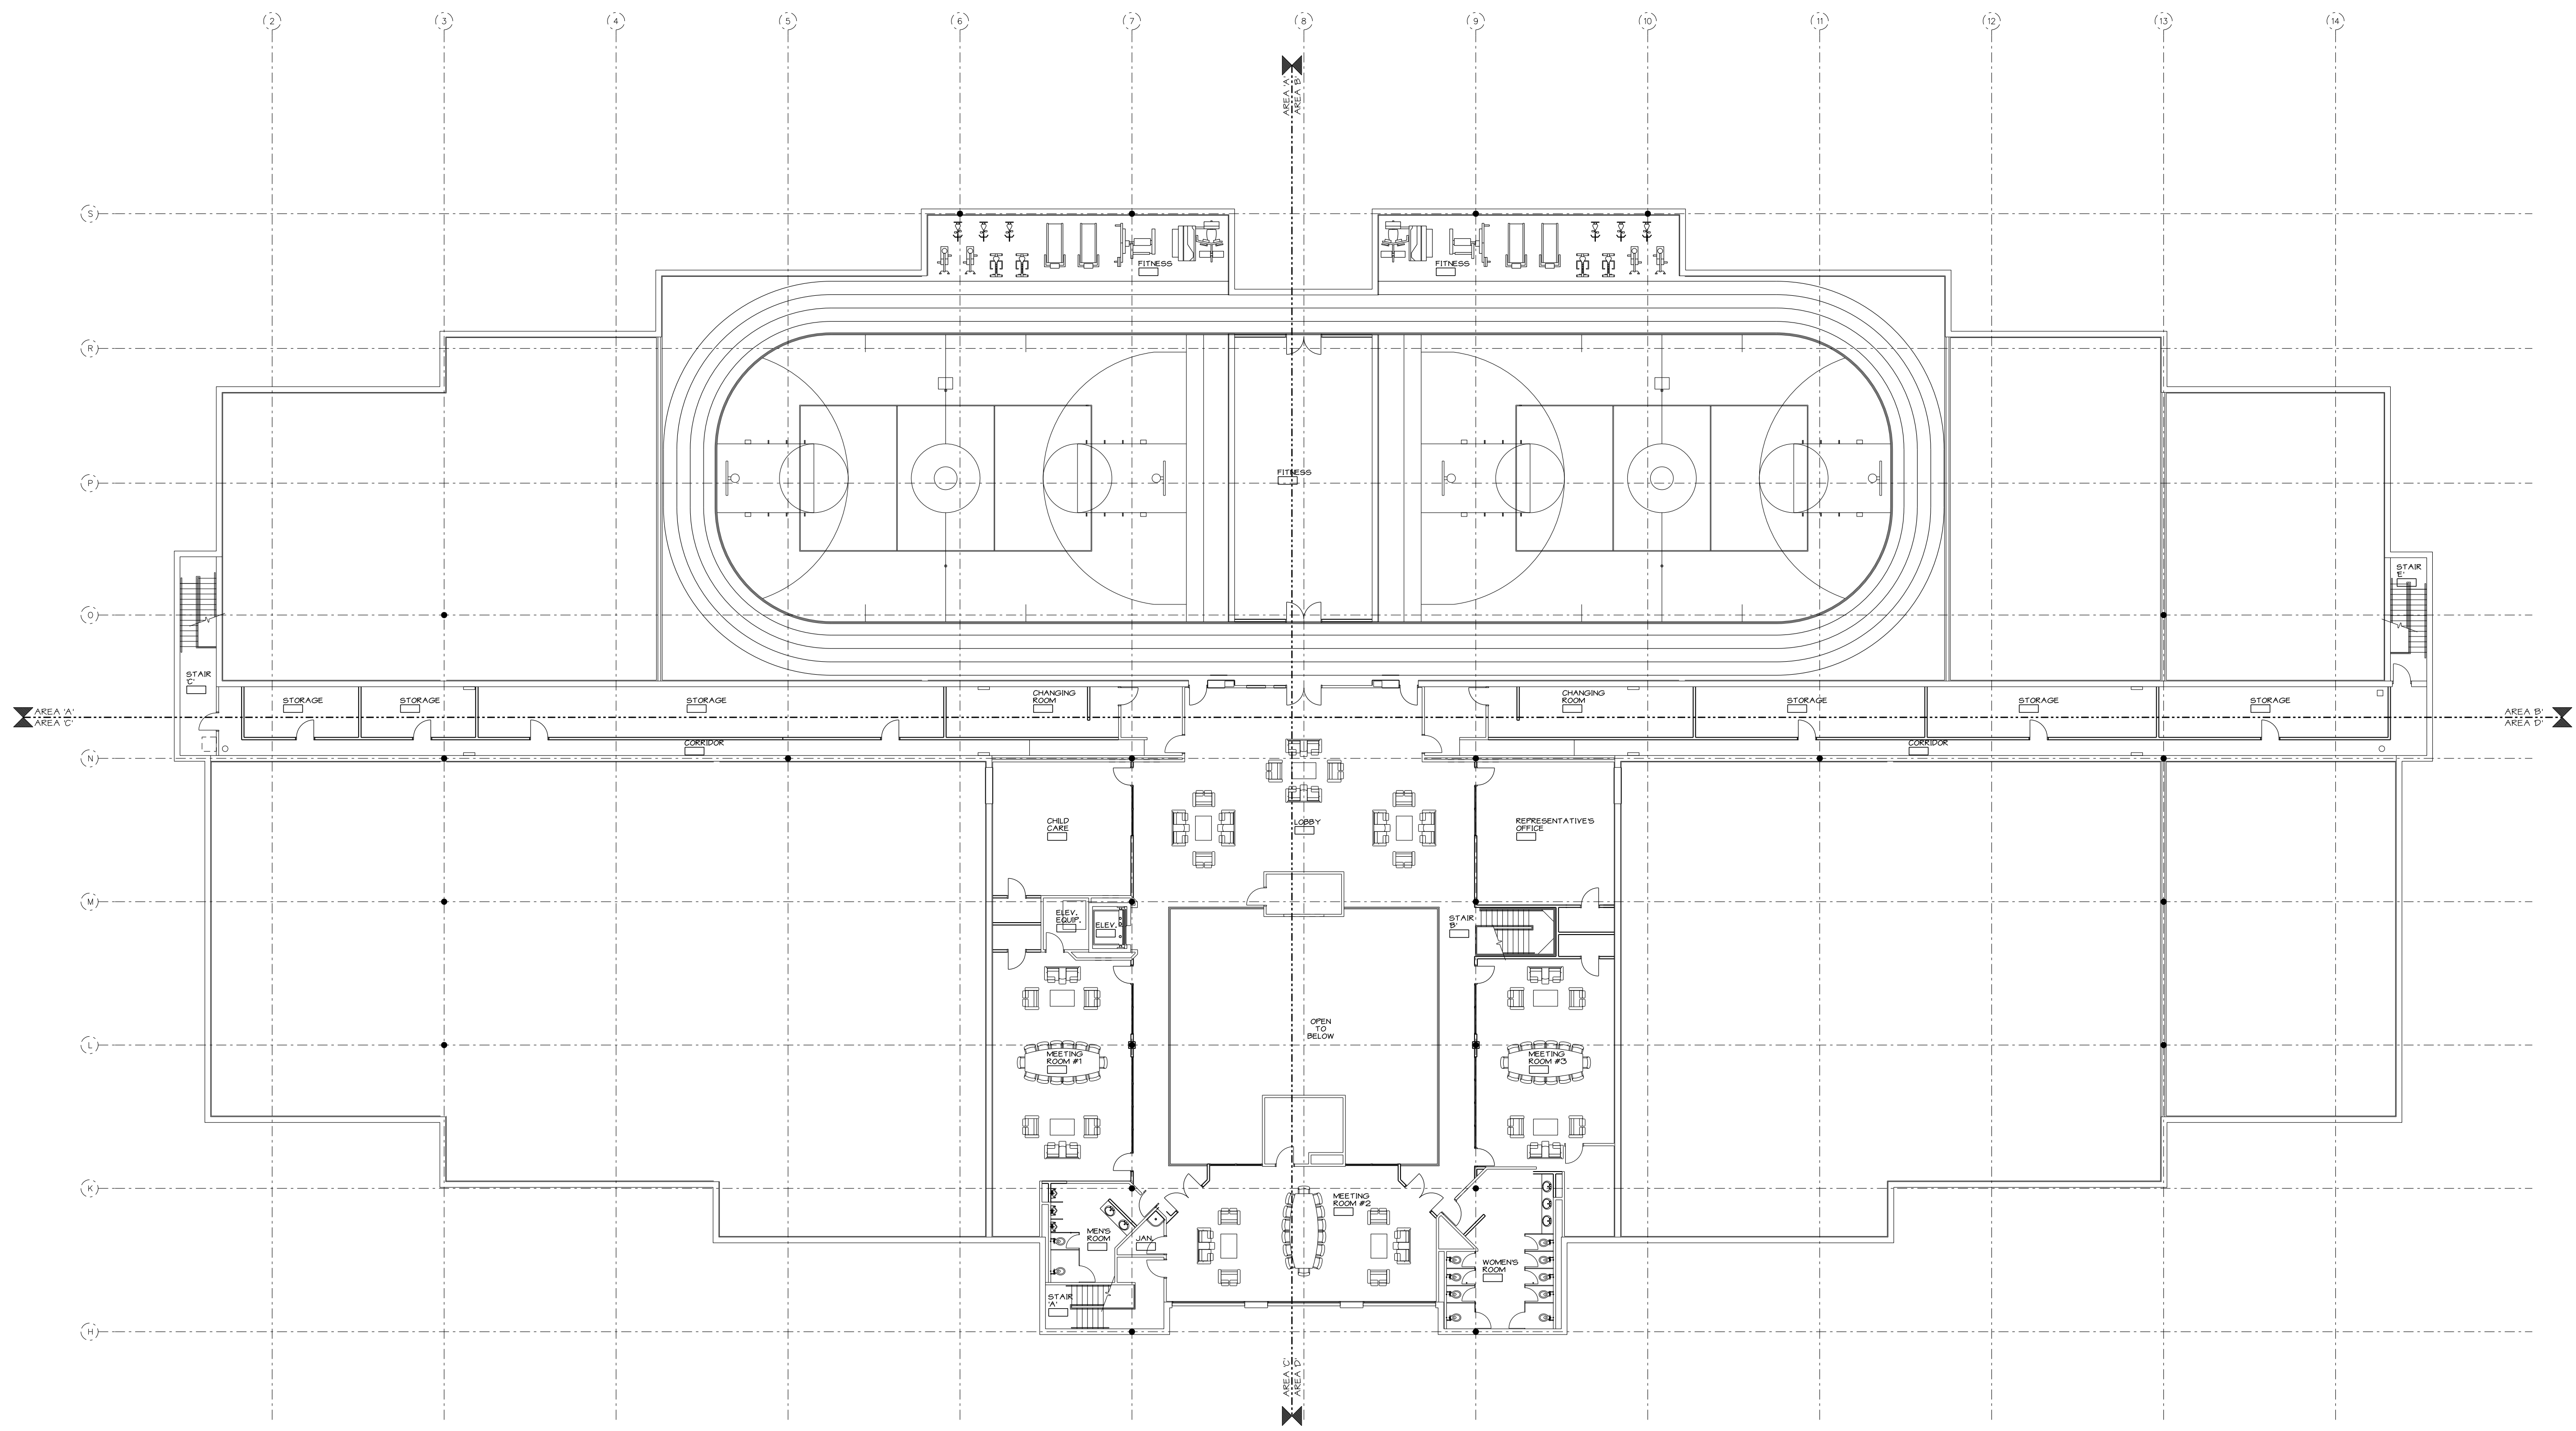 2 3 4 5 6 7 8 9 10 11 12 13 14
AREA 'A'
AREA 'B'
S
FITNESS
FITNESS
R
P
FITNESS
STAIR
'E'
O
STAIR
'C'
STORAGE
STORAGE
STORAGE
CHANGING
ROOM
CHANGING
ROOM
STORAGE
STORAGE
STORAGE
AREA 'A'
AREA 'C'
AREA 'B'
AREA 'D'
CORRIDOR
CORRIDOR
N
CHILD
CARE
LOBBY
REPRESENTATIVE'S
OFFICE
M
ELEV.
EQUIP.
ELEV.
STAIR
'B'
OPEN
TO
BELOW
L
MEETING
ROOM #1
MEETING
ROOM #3
K
MEETING
ROOM #2
MEN'S
ROOM
JAN.
WOMEN'S
ROOM
STAIR
'A'
H
AREA 'C'
AREA 'D'